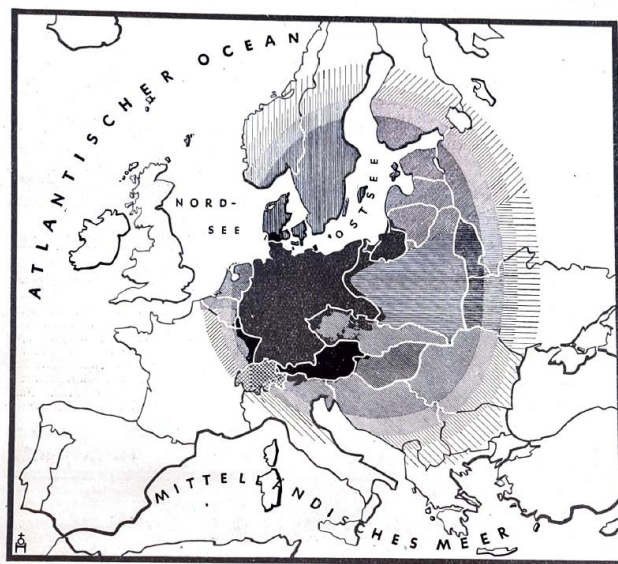 ATLANTISCHER OCEAN
NORD-
SEE
OSTSEE
MITTELLÄNDISCHES MEER